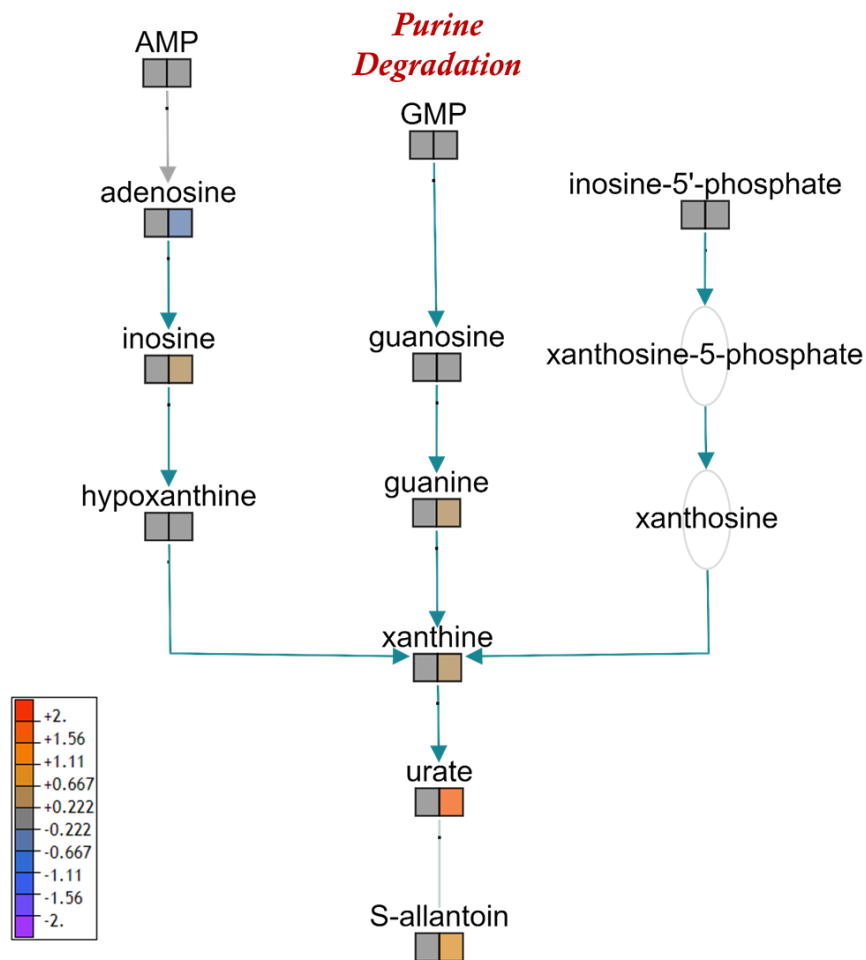 Purine
Degradation
AMP
GMP
adenosine
inosine-5'-phosphate
inosine
guanosine
xanthosine-5-phosphate
hypoxanthine
guanine
xanthosine
xanthine
urate
S-allantoin
+2.
+1.56
+1.11
+0.667
+0.222
-0.222
-0.667
-1.11
-1.56
-2.